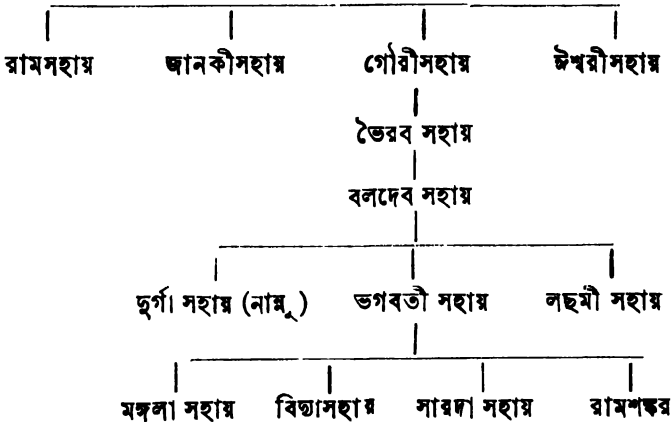 রামসহায় জানকীসহায় গৌরীসহায় ঈশ্বরীসহায়
ভৈরব সহায়
বলদেব সহায়
দুর্গা সহায় (নান্নূ) ভগবতী সহায় লছমী সহায়
মঙ্গলা সহায় বিদ্যাসহায় সারদা সহায় রামশঙ্কর